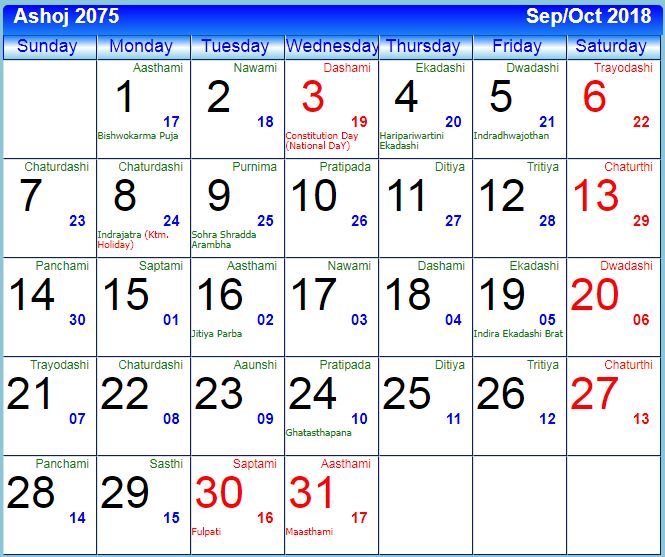 Ashoj 2075 Sep/Oct 2018
Sunday Monday Tuesday Wednesday Thursday Friday Saturday
Aasthami Nawami Dashami Ekadashi Dwadashi Trayodashi
1 2 3 4 5 6
17 18 19 20 21 22
Bishwokarma Puja Constitution Day Haripariwartini Indradhwajothan
(National DaY) Ekadashi
Chaturdashi Chaturdashi Purnima Pratipada Ditiya Tritiya Chaturthi
7 8 9 10 11 12 13
23 24 25 26 27 28 29
Indrajatra (Ktm. Sohra Shradda
Holiday) Arambha
Panchami Saptami Aasthami Nawami Dashami Ekadashi Dwadashi
14 15 16 17 18 19 20
30 01 02 03 04 05 06
Jitiya Parba Indira Ekadashi Brat
Trayodashi Chaturdashi Aaunshi Pratipada Ditiya Tritiya Chaturthi
21 22 23 24 25 26 27
07 08 09 10 11 12 13
Ghatasthapana
Panchami Sasthi Saptami Aasthami
28 29 30 31
14 15 16 17
Fulpati Maasthami